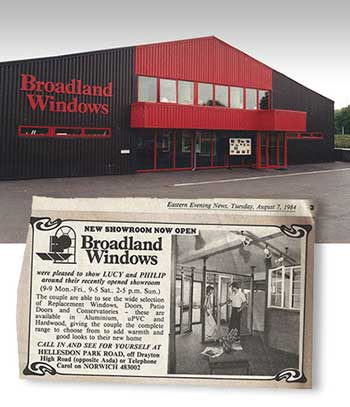 Broadland
Windows
Eastern Evening News, Tuesday, August 7, 1984 3
NEW SHOWROOM NOW OPEN
Broadland
Windows
were pleased to show LUCY and PHILIP
around their recently opened showroom
(9-9 Mon.-Fri., 9-5 Sat., 2-5 p.m. Sun.)
The couple are able to see the wide selection
of Replacement Windows, Doors, Patio
Doors and Conservatories – these are
available in Aluminium, uPVC and
Hardwood, giving the couple the complete
range to choose from to add warmth and
good looks to their new home
CALL IN AND SEE FOR YOURSELF AT
HELLESDON PARK ROAD, off Drayton
High Road (opposite Asda) or Telephone
Carol on NORWICH 483002